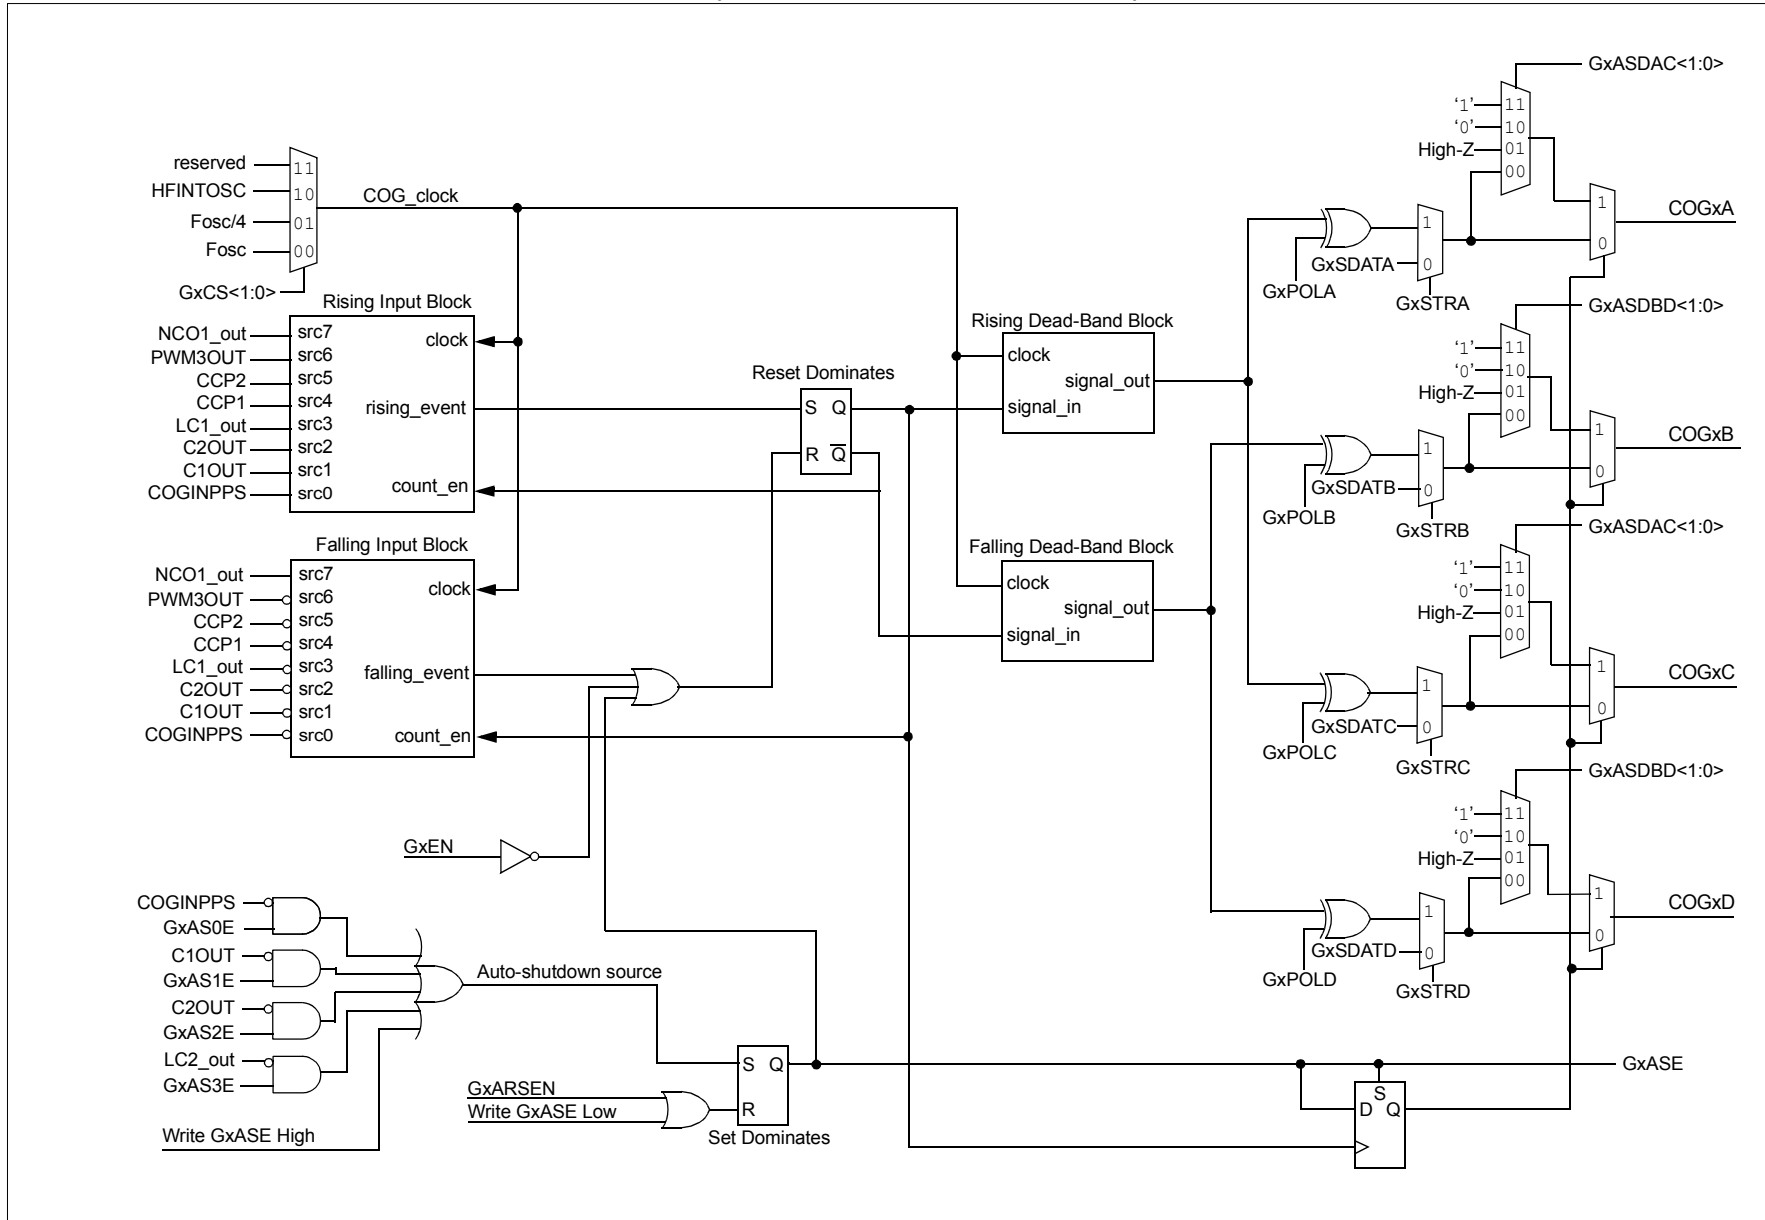 reserved
HFINTOSC
Fosc/4
Fosc
11
10
01
00
GxCS<1:0>
COG_clock
Rising Input Block
NCO1_out
PWM3OUT
CCP2
CCP1
LC1_out
C2OUT
C1OUT
COGINPPS
src7
src6
src5
src4
src3
src2
src1
src0
clock
rising_event
count_en
Falling Input Block
NCO1_out
PWM3OUT
CCP2
CCP1
LC1_out
C2OUT
C1OUT
COGINPPS
src7
src6
src5
src4
src3
src2
src1
src0
clock
falling_event
count_en
GxEN
COGINPPS
GxAS0E
C1OUT
GxAS1E
C2OUT
GxAS2E
LC2_out
GxAS3E
Write GxASE High
Auto-shutdown source
GxARSEN
Write GxASE Low
S Q
R
Set Dominates
Reset Dominates
S Q
R Q
Rising Dead-Band Block
clock
signal_out
signal_in
Falling Dead-Band Block
clock
signal_out
signal_in
GxASDAC<1:0>
‘1’ 11
‘0’ 10
High-Z 01
00
1
0
COGxA
1
GxSDATA 0
GxPOLA
GxSTRA
GxASDBD<1:0>
‘1’ 11
‘0’ 10
High-Z 01
00
1
0
COGxB
1
GxSDATB 0
GxPOLB
GxSTRB
GxASDAC<1:0>
‘1’ 11
‘0’ 10
High-Z 01
00
1
0
COGxC
1
GxSDATC 0
GxPOLC
GxSTRC
GxASDBD<1:0>
‘1’ 11
‘0’ 10
High-Z 01
00
1
0
COGxD
1
GxSDATD 0
GxPOLD
GxSTRD
GxASE
S
D Q